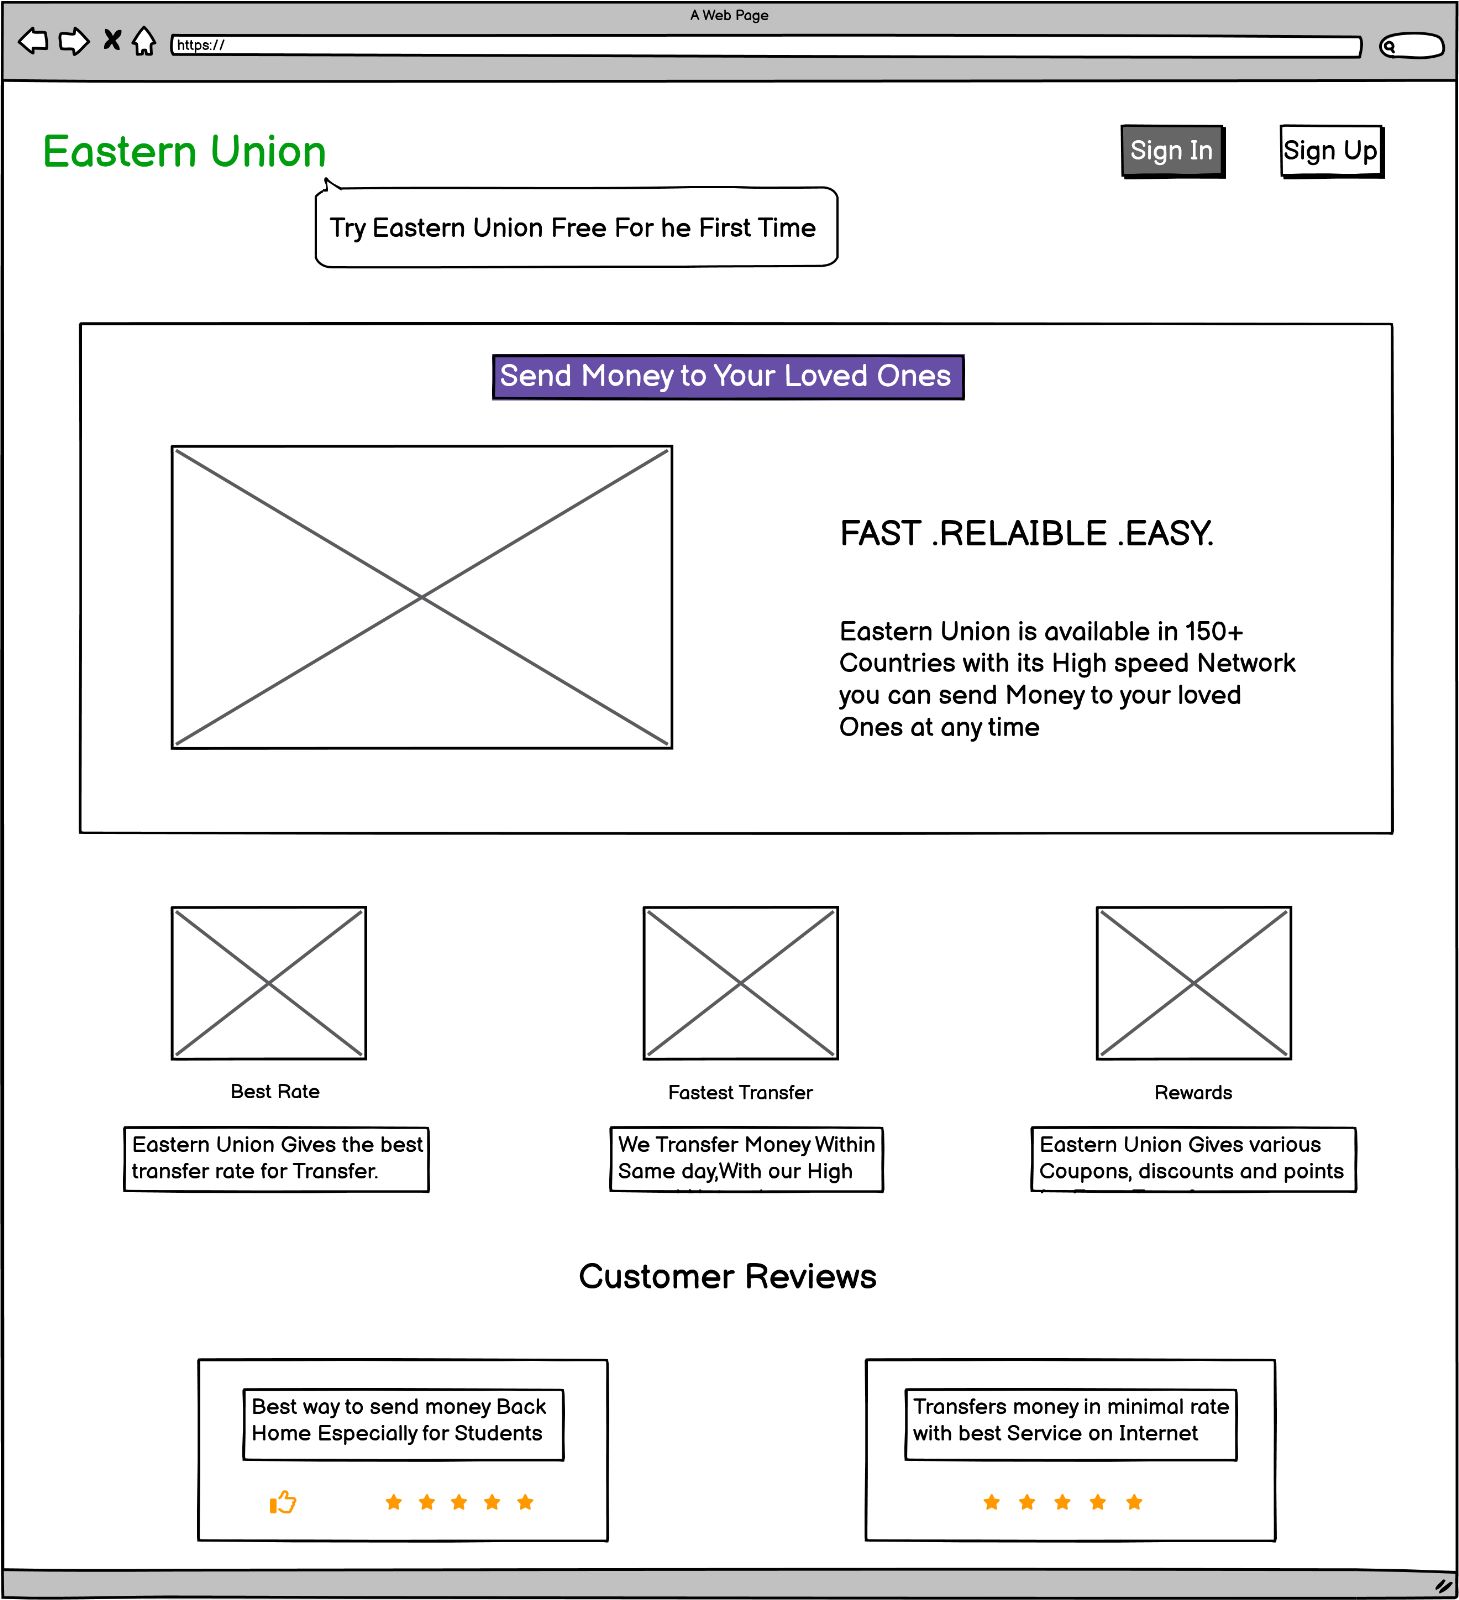 A Web Page
https://
Eastern Union
Sign In
Sign Up
Try Eastern Union Free For he First Time
Send Money to Your Loved Ones
FAST .RELAIBLE .EASY.
Eastern Union is available in 150+
Countries with its High speed Network
you can send Money to your loved
Ones at any time
Best Rate
Eastern Union Gives the best
transfer rate for Transfer.
Fastest Transfer
We Transfer Money Within
Same day,With our High
Rewards
Eastern Union Gives various
Coupons, discounts and points
Customer Reviews
Best way to send money Back
Home Especially for Students
Transfers money in minimal rate
with best Service on Internet